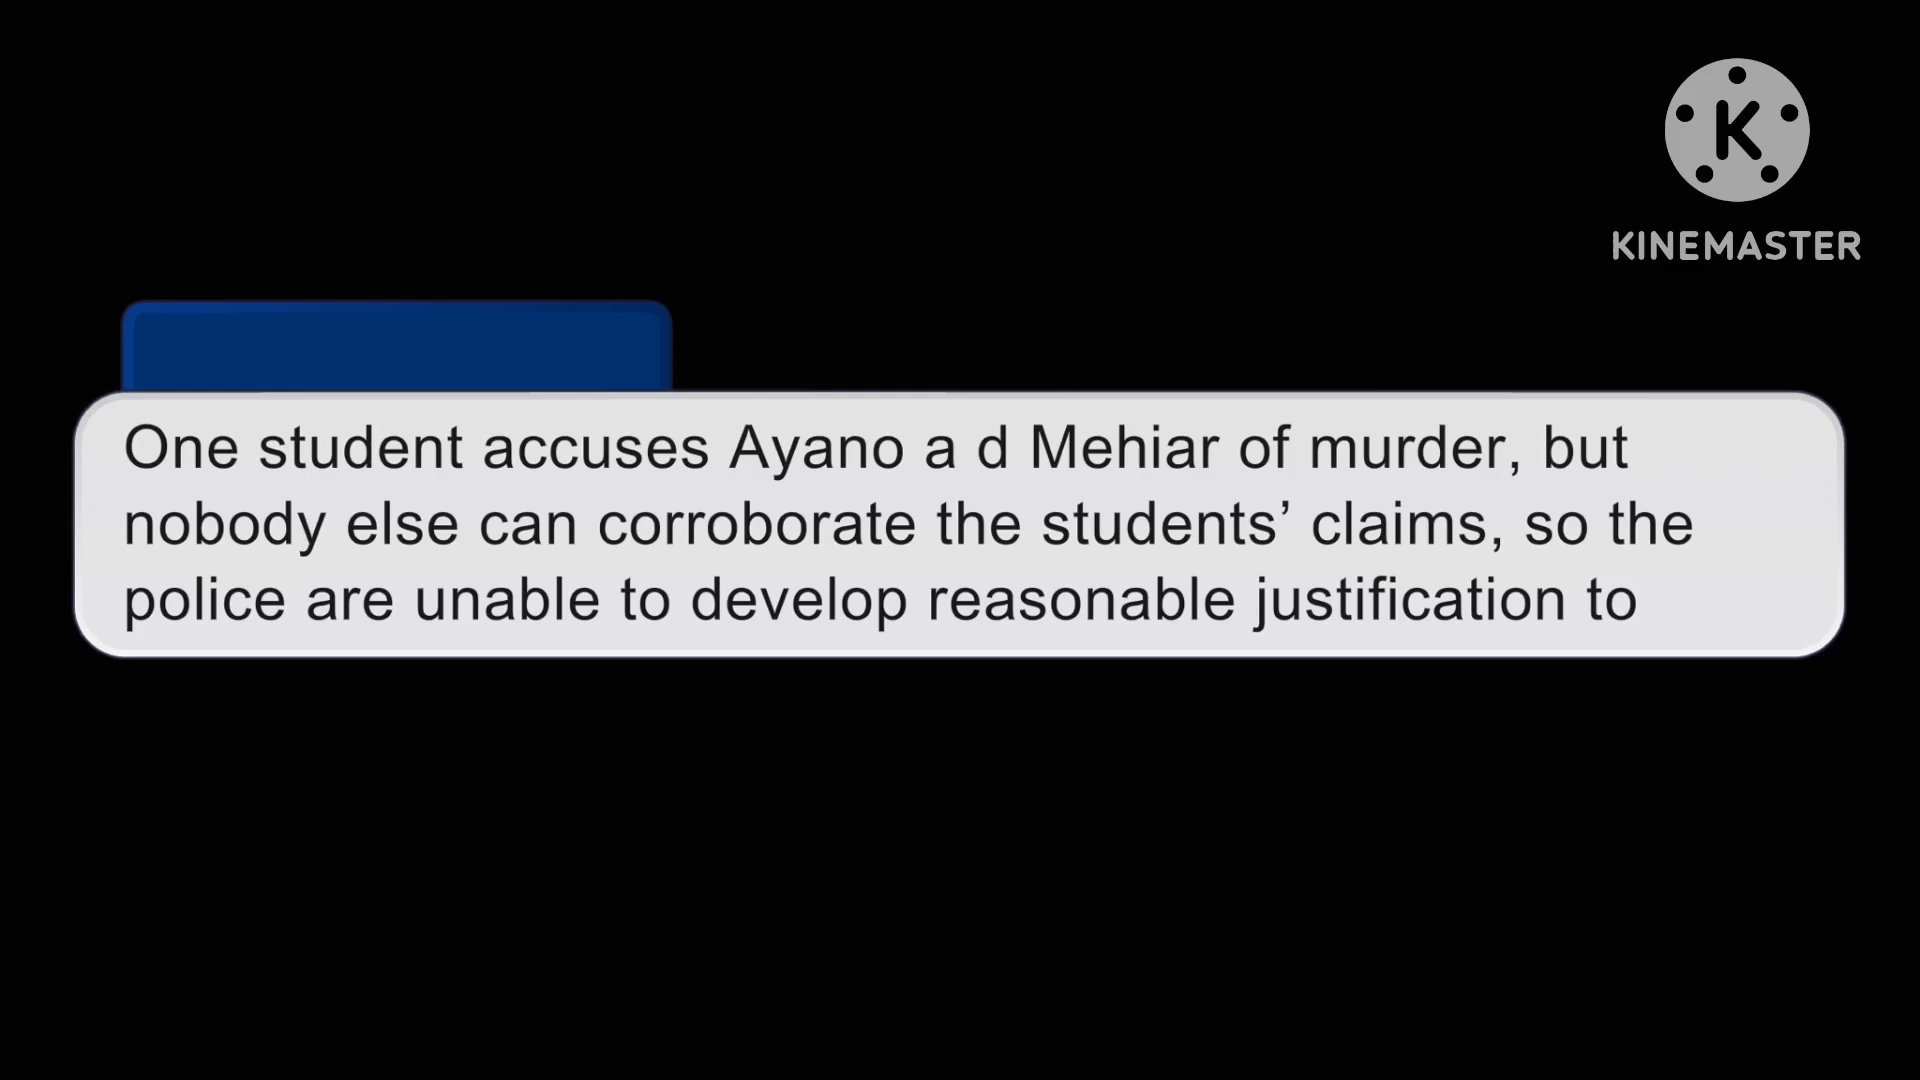 K
KINEMASTER
One student accuses Ayano a d Mehiar of murder, but
nobody else can corroborate the students’ claims, so the
police are unable to develop reasonable justification to